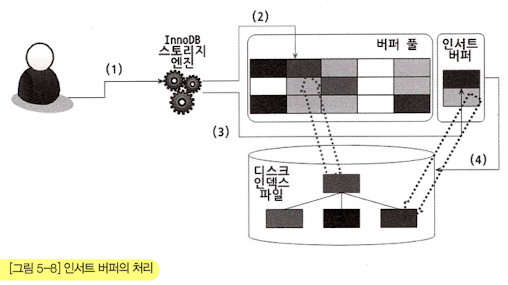 InnoDB
스토리지
엔진
(1)
(2)
버퍼 풀
인서트
버퍼
(3)
(4)
디스크
인덱스
파일
[그림 5-8] 인서트 버퍼의 처리